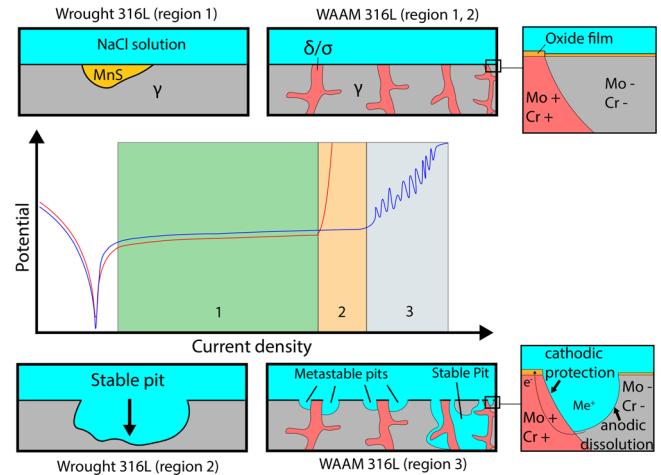 Wrought 316L (region 1)
WAAM 316L (region 1, 2)
NaCl solution
MnS
γ
δ/σ
γ
Oxide film
Mo +
Cr +
Mo -
Cr -
Potential
1
2
3
Current density
Stable pit
Metastable pits
Stable Pit
cathodic
protection
e-
Me+
Mo +
Cr +
Mo -
Cr -
anodic
dissolution
Wrought 316L (region 2)
WAAM 316L (region 3)